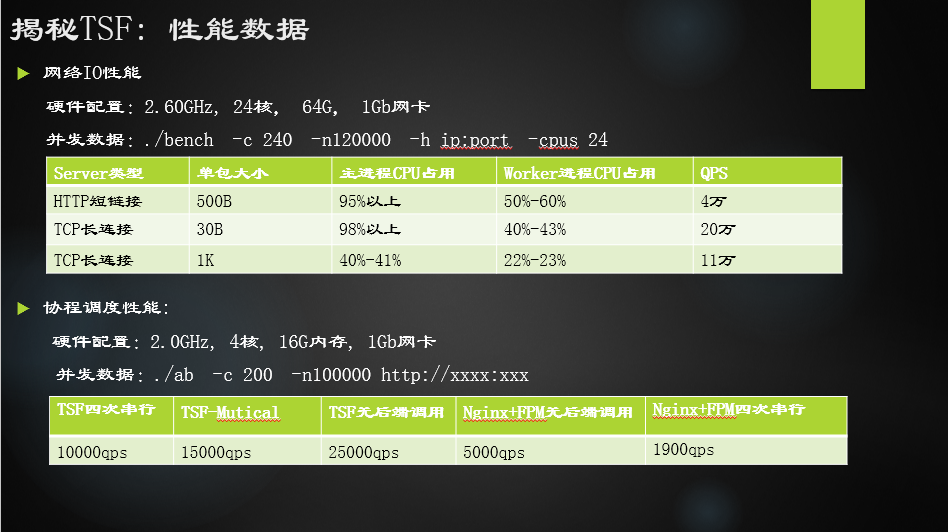 揭秘TSF: 性能数据
网络IO性能
硬件配置: 2.60GHz, 24核, 64G, 1Gb网卡
并发数据: ./bench -c 240 -n120000 -h ip:port -cpus 24
Server类型 单包大小 主进程CPU占用 Worker进程CPU占用 QPS
HTTP短链接 500B 95%以上 50%-60% 4万
TCP长连接 30B 98%以上 40%-43% 20万
TCP长连接 1K 40%-41% 22%-23% 11万
协程调度性能:
硬件配置: 2.0GHz, 4核, 16G内存, 1Gb网卡
并发数据: ./ab -c 200 -n100000 http://xxxx:xxx
TSF四次串行 TSF-Mutical TSF无后端调用 Nginx+FPM无后端调用 Nginx+FPM四次串行
10000qps 15000qps 25000qps 5000qps 1900qps